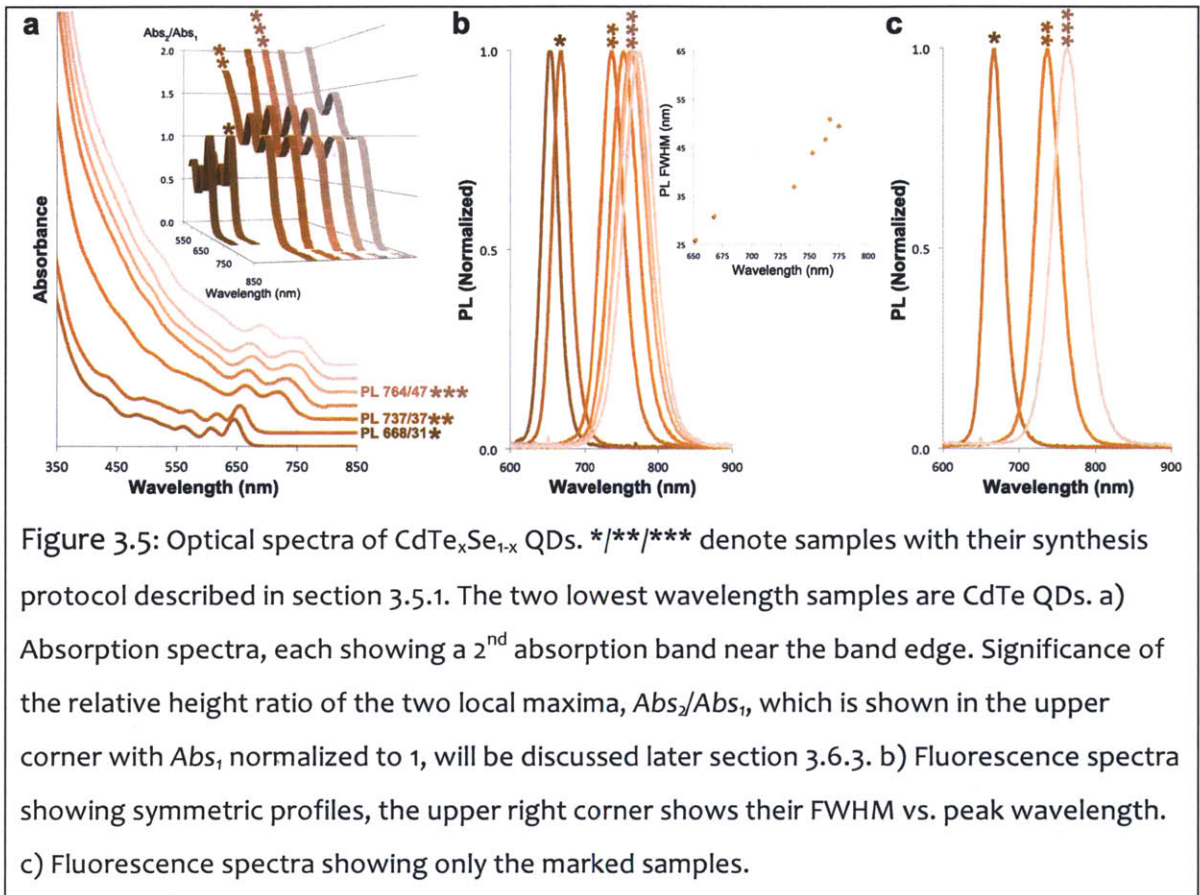 a
Abs₂/Abs₁
**
***
*
2.0
1.5
1.0
0.5
0.0
550
650
750
850
Wavelength (nm)
Absorbance
PL 764/47***
PL 737/37**
PL 668/31*
350 450 550 650 750 850
Wavelength (nm)
b
*
**
***
1.0
0.5
0.0
PL (Normalized)
600 700 800 900
Wavelength (nm)
65
55
45
35
25
PL FWHM (nm)
650 675 700 725 750 775 800
Wavelength (nm)
c
*
**
***
1.0
0.5
0.0
PL (Normalized)
600 700 800 900
Wavelength (nm)
Figure 3.5: Optical spectra of CdTeₓSe₁₋ₓ QDs. */**/*** denote samples with their synthesis
protocol described in section 3.5.1. The two lowest wavelength samples are CdTe QDs. a)
Absorption spectra, each showing a 2ⁿᵈ absorption band near the band edge. Significance of
the relative height ratio of the two local maxima, Abs₂/Abs₁, which is shown in the upper
corner with Abs₁ normalized to 1, will be discussed later section 3.6.3. b) Fluorescence spectra
showing symmetric profiles, the upper right corner shows their FWHM vs. peak wavelength.
c) Fluorescence spectra showing only the marked samples.